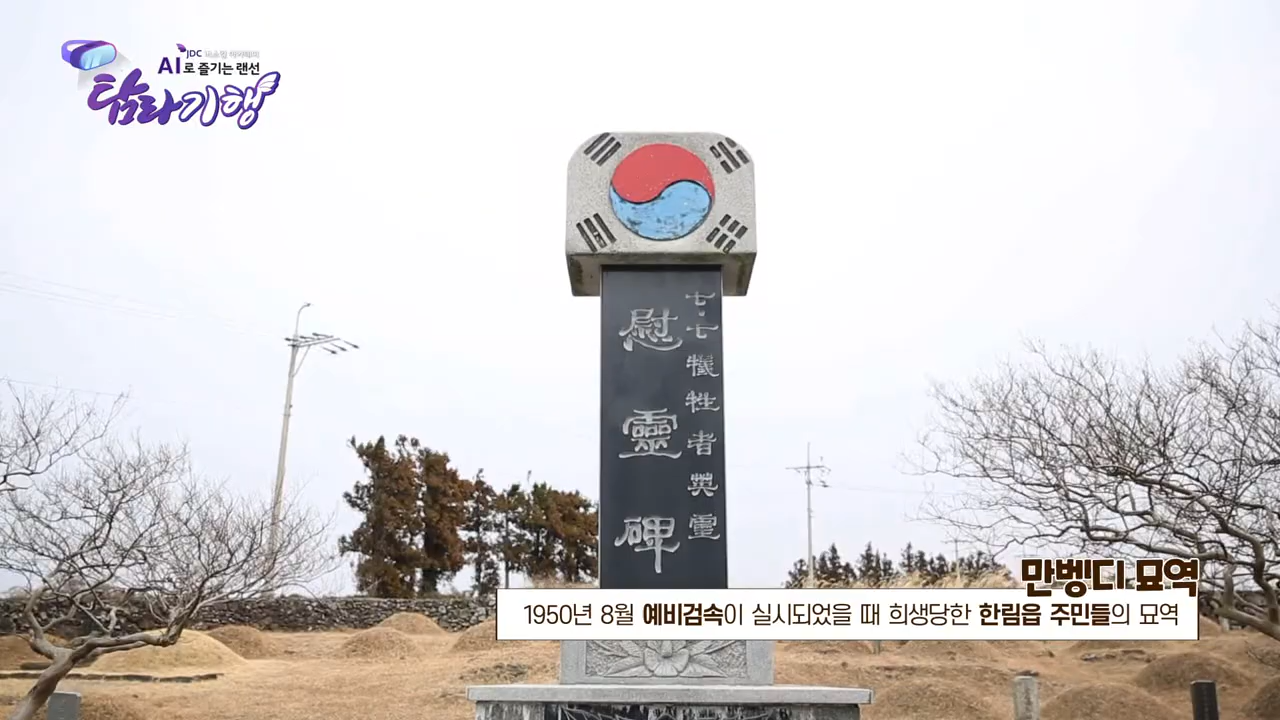 JDC
AI로 즐기는 랜선
탐라기행
七·七犧牲者英靈
慰靈碑
만벵디 묘역
1950년 8월 예비검속이 실시되었을 때 희생당한 한림읍 주민들의 묘역